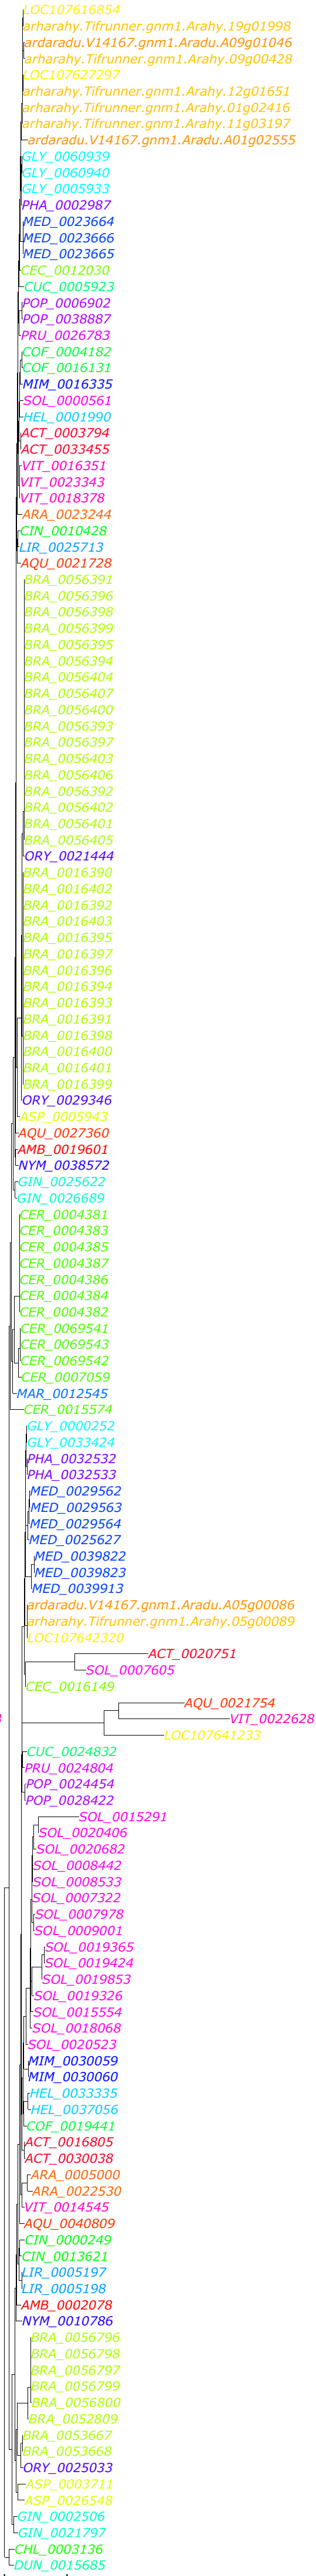 LOC107616854
arharahy.Tifrunner.gnm1.Arahy.19g01998
ardaradu.V14167.gnm1.Aradu.A09g01046
arharahy.Tifrunner.gnm1.Arahy.09g00428
LOC107627297
arharahy.Tifrunner.gnm1.Arahy.12g01651
arharahy.Tifrunner.gnm1.Arahy.01g02416
arharahy.Tifrunner.gnm1.Arahy.11g03197
ardaradu.V14167.gnm1.Aradu.A01g02555
GLY_0060939
GLY_0060940
GLY_0005933
PHA_0002987
MED_0023664
MED_0023666
MED_0023665
CEC_0012030
CUC_0005923
POP_0006902
POP_0038887
PRU_0026783
COF_0004182
COF_0016131
MIM_0016335
SOL_0000561
HEL_0001990
ACT_0003794
ACT_0033455
VIT_0016351
VIT_0023343
VIT_0018378
ARA_0023244
CIN_0010428
LIR_0025713
AQU_0021728
BRA_0056391
BRA_0056396
BRA_0056398
BRA_0056399
BRA_0056395
BRA_0056394
BRA_0056404
BRA_0056407
BRA_0056400
BRA_0056393
BRA_0056397
BRA_0056403
BRA_0056406
BRA_0056392
BRA_0056402
BRA_0056401
BRA_0056405
ORY_0021444
BRA_0016390
BRA_0016402
BRA_0016392
BRA_0016403
BRA_0016395
BRA_0016397
BRA_0016396
BRA_0016394
BRA_0016393
BRA_0016391
BRA_0016398
BRA_0016400
BRA_0016401
BRA_0016399
ORY_0029346
ASP_0005943
AQU_0027360
AMB_0019601
NYM_0038572
GIN_0025622
GIN_0026689
CER_0004381
CER_0004383
CER_0004385
CER_0004387
CER_0004386
CER_0004384
CER_0004382
CER_0069541
CER_0069543
CER_0069542
CER_0007059
MAR_0012545
CER_0015574
GLY_0000252
GLY_0033424
PHA_0032532
PHA_0032533
MED_0029562
MED_0029563
MED_0029564
MED_0025627
MED_0039822
MED_0039823
MED_0039913
ardaradu.V14167.gnm1.Aradu.A05g00086
arharahy.Tifrunner.gnm1.Arahy.05g00089
LOC107642320
ACT_0020751
SOL_0007605
CEC_0016149
AQU_0021754
VIT_0022628
LOC107641233
CUC_0024832
PRU_0024804
POP_0024454
POP_0028422
SOL_0015291
SOL_0020406
SOL_0020682
SOL_0008442
SOL_0008533
SOL_0007322
SOL_0007978
SOL_0009001
SOL_0019365
SOL_0019424
SOL_0019853
SOL_0019326
SOL_0015554
SOL_0018068
SOL_0020523
MIM_0030059
MIM_0030060
HEL_0033335
HEL_0037056
COF_0019441
ACT_0016805
ACT_0030038
ARA_0005000
ARA_0022530
VIT_0014545
AQU_0040809
CIN_0000249
CIN_0013621
LIR_0005197
LIR_0005198
AMB_0002078
NYM_0010786
BRA_0056796
BRA_0056798
BRA_0056797
BRA_0056799
BRA_0056800
BRA_0052809
BRA_0053667
BRA_0053668
ORY_0025033
ASP_0003711
ASP_0026548
GIN_0002506
GIN_0021797
CHL_0003136
DUN_0015685